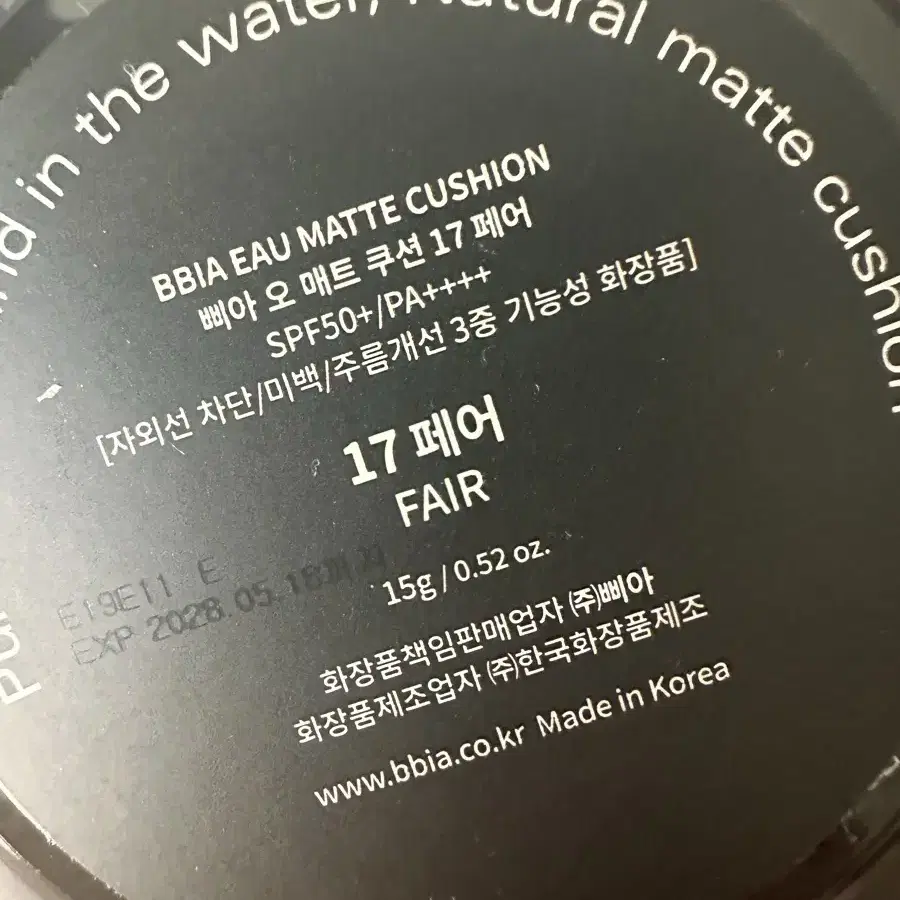 in the water, Natural matte cushion
BBIA EAU MATTE CUSHION
삐아 오 매트 쿠션 17 페어
SPF50+/PA++++
[자외선 차단/미백/주름개선 3중 기능성 화장품]
17 페어
FAIR
15g / 0.52 oz.
E19E11 E
EXP 2028.05.18까지
화장품책임판매업자 ㈜삐아
화장품제조업자 ㈜한국화장품제조
www.bbia.co.kr Made in Korea